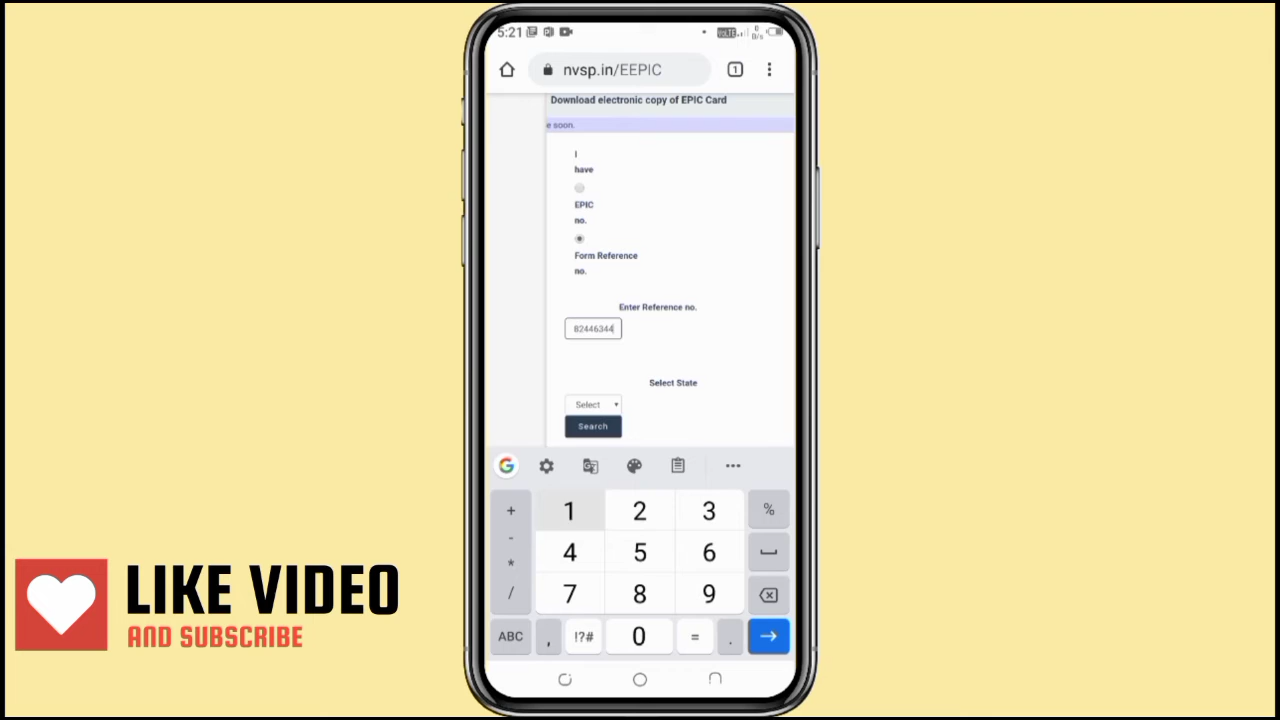 5:21
nvsp.in/EEPIC
1
Download electronic copy of EPIC Card
e soon.
I
have
EPIC
no.
Form Reference
no.
Enter Reference no.
82446344
Select State
Select
Search
+ 1 2 3 %
- 4 5 6
*
/ 7 8 9
ABC , !?# 0 = .
LIKE VIDEO
AND SUBSCRIBE